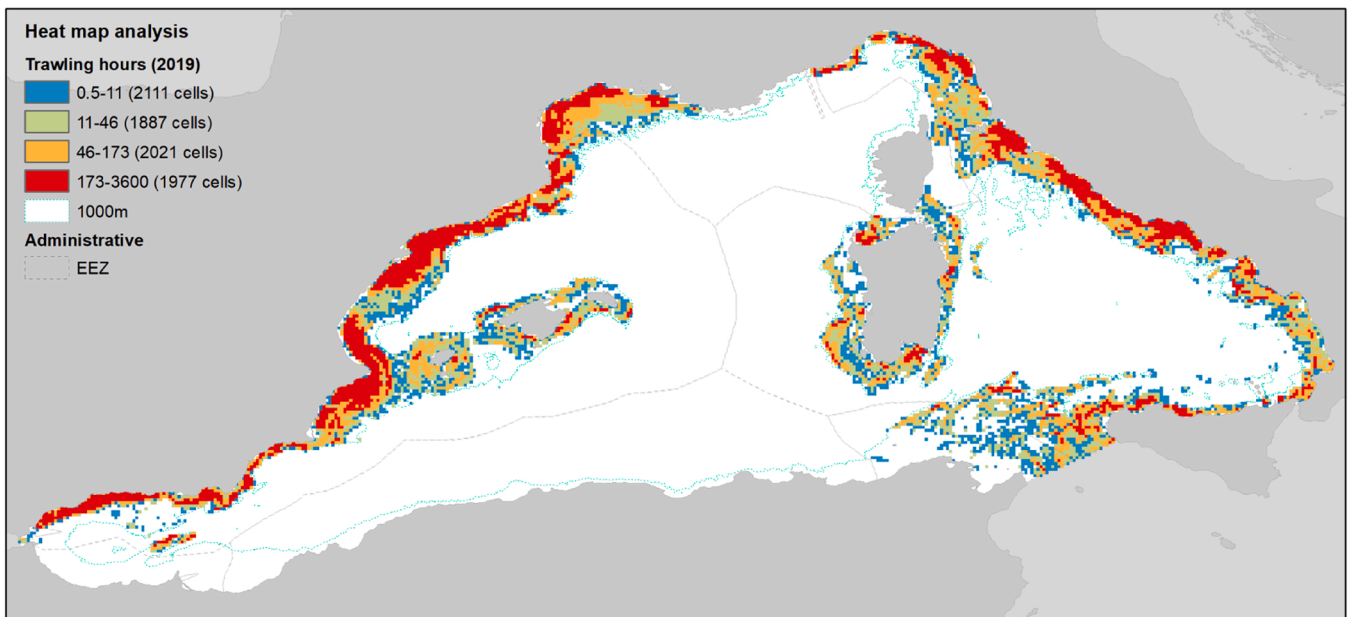 Heat map analysis
Trawling hours (2019)
0.5-11 (2111 cells)
11-46 (1887 cells)
46-173 (2021 cells)
173-3600 (1977 cells)
1000m
Administrative
EEZ